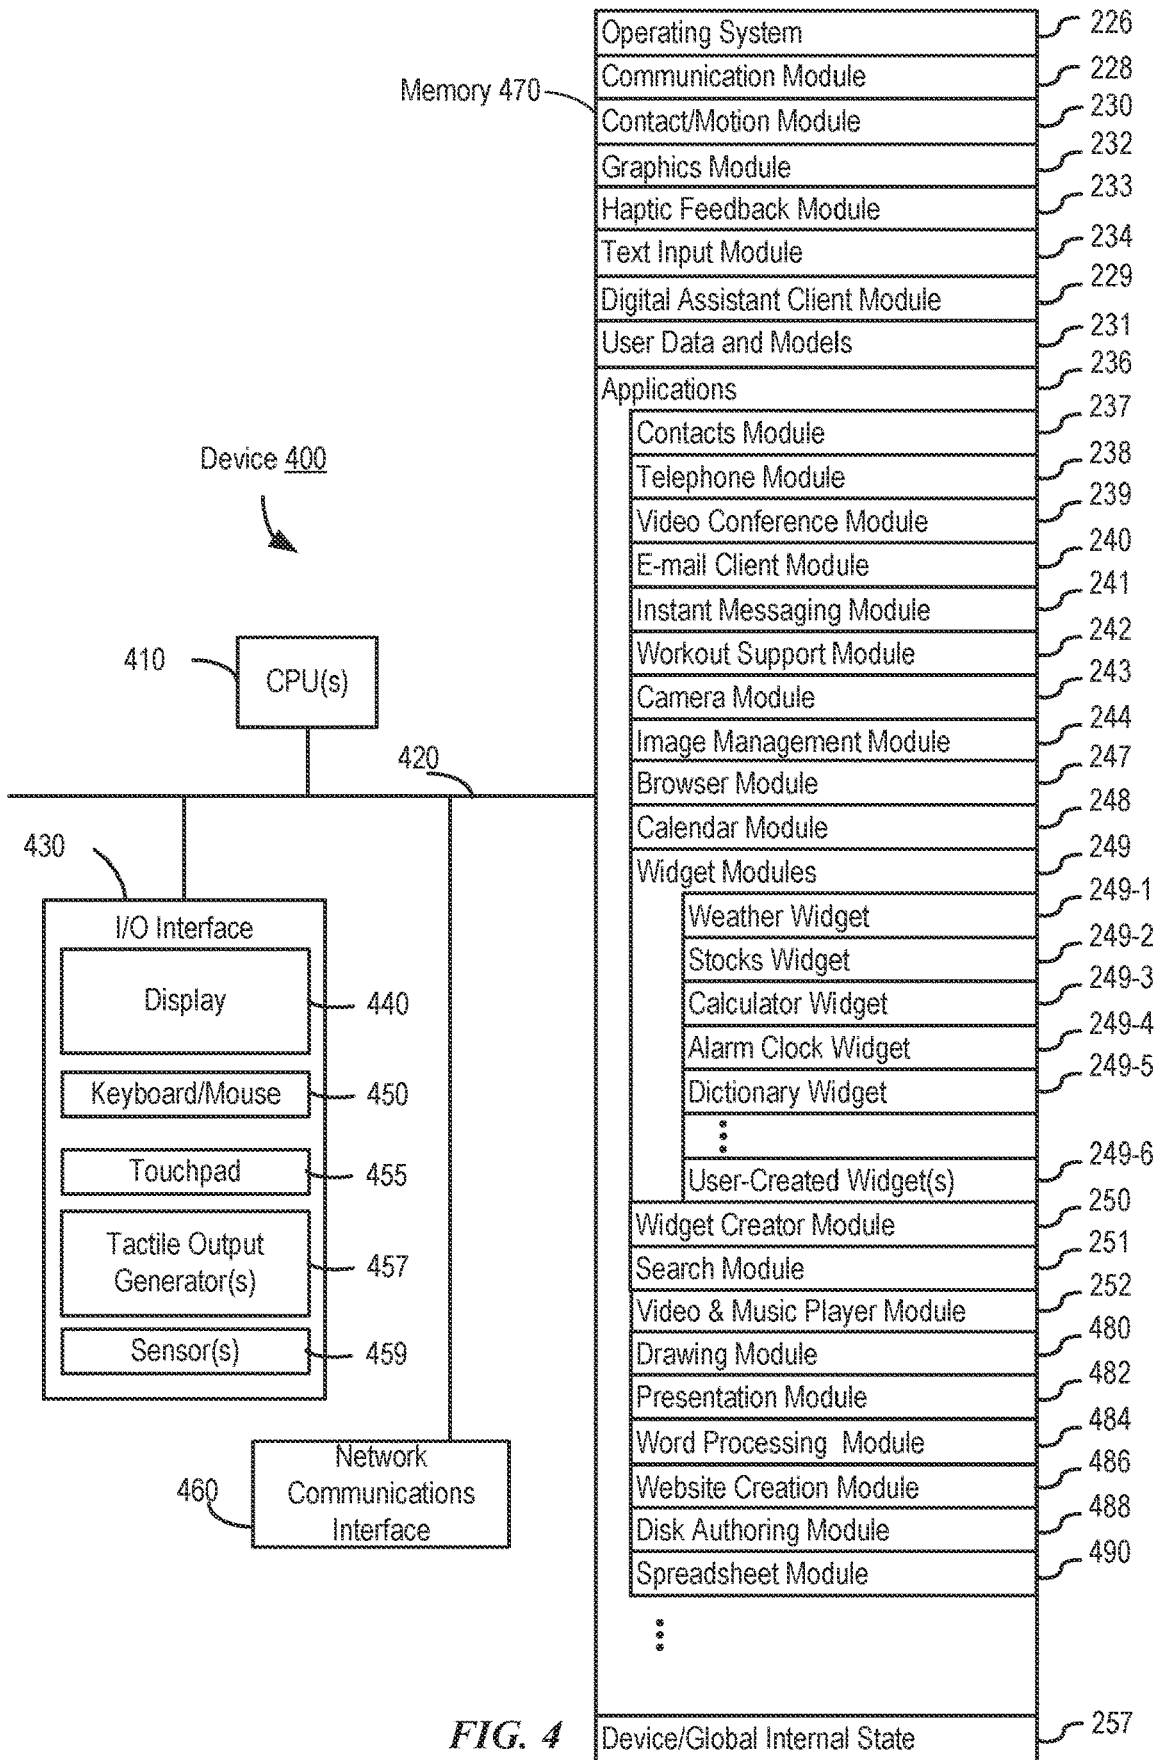 Device 400
410
CPU(s)
420
430
I/O Interface
Display
440
Keyboard/Mouse
450
Touchpad
455
Tactile Output
Generator(s)
457
Sensor(s)
459
460
Network
Communications
Interface
Memory 470
Operating System 226
Communication Module 228
Contact/Motion Module 230
Graphics Module 232
Haptic Feedback Module 233
Text Input Module 234
Digital Assistant Client Module 229
User Data and Models 231
Applications 236
Contacts Module 237
Telephone Module 238
Video Conference Module 239
E-mail Client Module 240
Instant Messaging Module 241
Workout Support Module 242
Camera Module 243
Image Management Module 244
Browser Module 247
Calendar Module 248
Widget Modules 249
Weather Widget 249-1
Stocks Widget 249-2
Calculator Widget 249-3
Alarm Clock Widget 249-4
Dictionary Widget 249-5
User-Created Widget(s) 249-6
Widget Creator Module 250
Search Module 251
Video & Music Player Module 252
Drawing Module 480
Presentation Module 482
Word Processing Module 484
Website Creation Module 486
Disk Authoring Module 488
Spreadsheet Module 490
Device/Global Internal State 257
FIG. 4